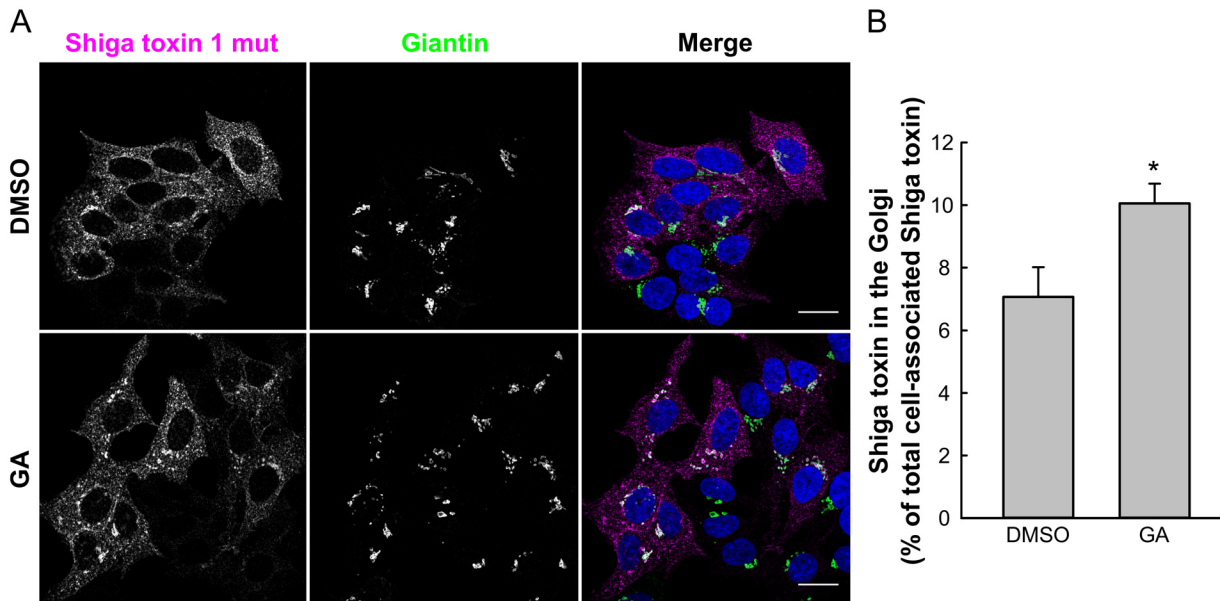 A
Shiga toxin 1 mut
Giantin
Merge
DMSO
GA
B
Shiga toxin in the Golgi
(% of total cell-associated Shiga toxin)
12
10
8
6
4
2
0
*
DMSO
GA